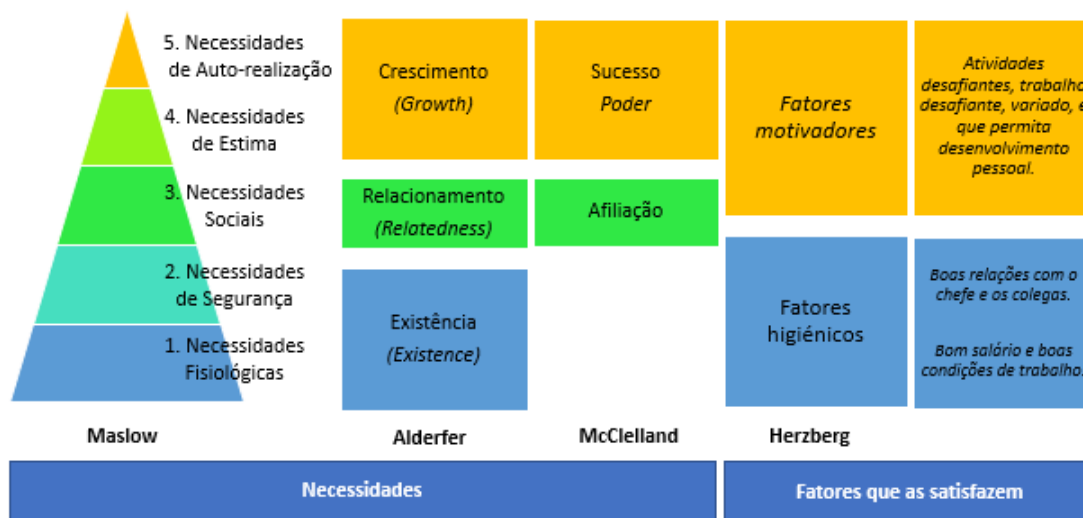 5. Necessidades
de Auto-realização
4. Necessidades
de Estima
3. Necessidades
Sociais
2. Necessidades
de Segurança
1. Necessidades
Fisiológicas
Maslow
Crescimento
(Growth)
Relacionamento
(Relatedness)
Existência
(Existence)
Alderfer
Sucesso
Poder
Afiliação
McClelland
Fatores
motivadores
Fatores
higiénicos
Herzberg
Atividades
desafiantes, trabalho
desafiante, variado, e
que permita
desenvolvimento
pessoal.
Boas relações com o
chefe e os colegas.
Bom salário e boas
condições de trabalho.
Necessidades
Fatores que as satisfazem